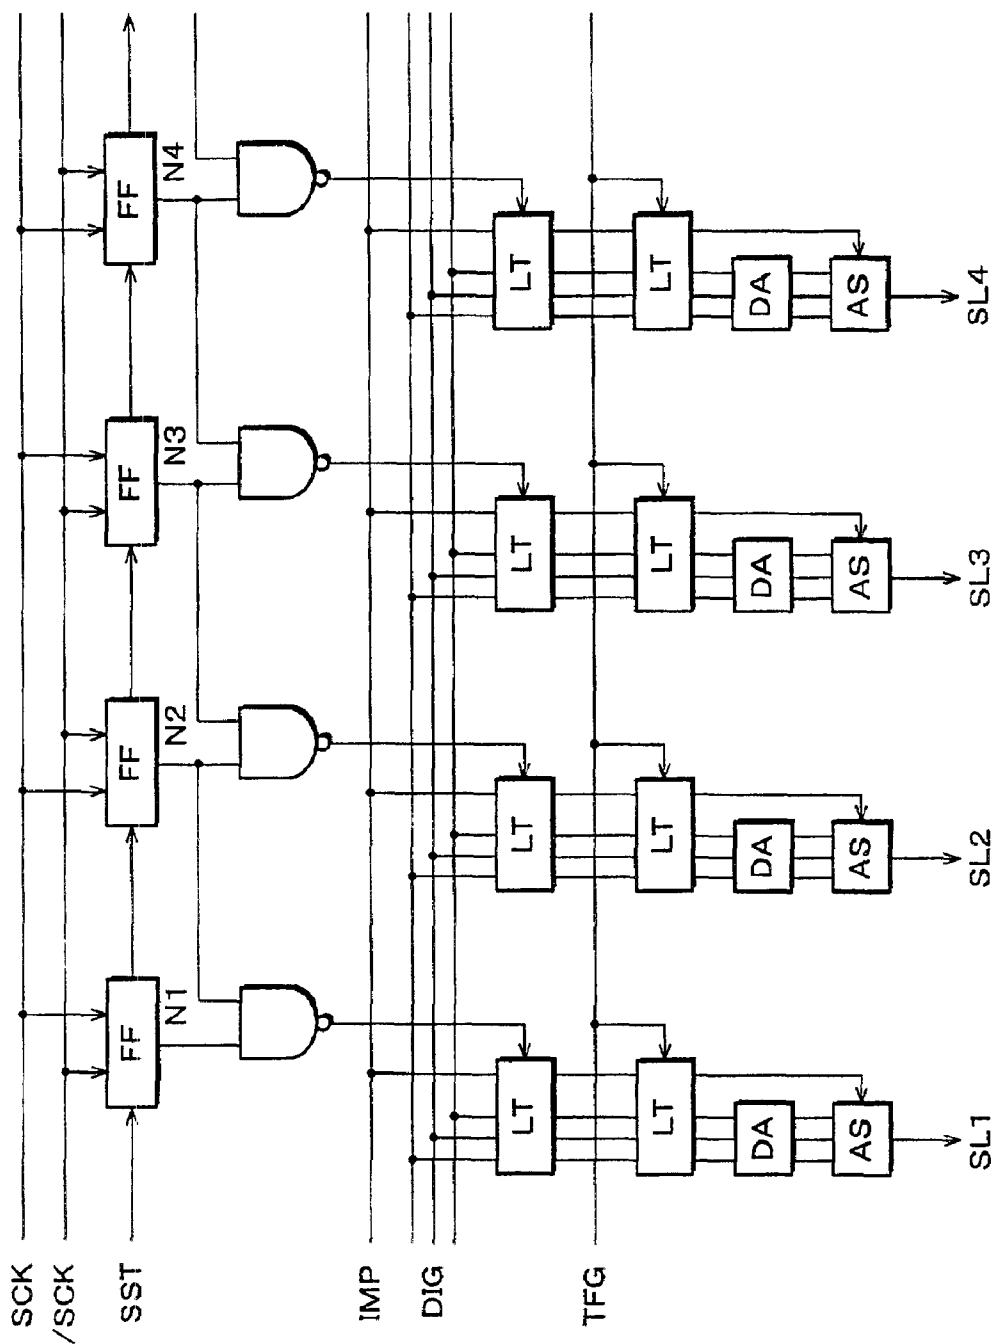 SCK
/SCK
SST FF FF FF FF
N1 N2 N3 N4
IMP
DIG
LT LT LT LT
TFG
LT LT LT LT
DA DA DA DA
AS AS AS AS
SL1 SL2 SL3 SL4